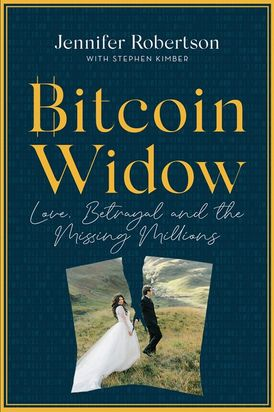 Jennifer Robertson
WITH STEPHEN KIMBER
Bitcoin
Widow
Love, Betrayal and the
Missing Millions